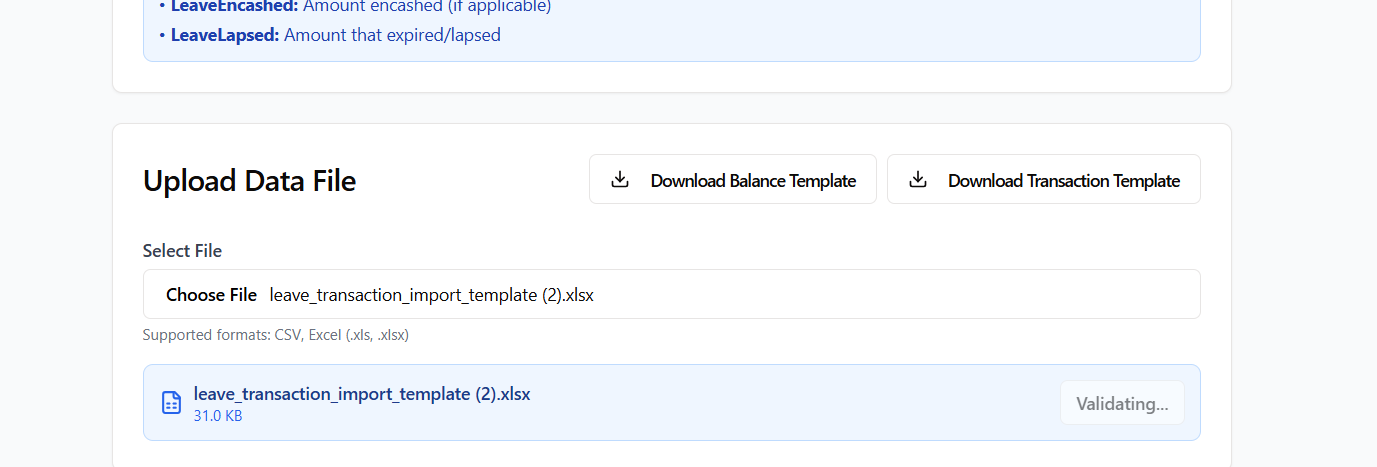 • LeaveEncashed: Amount encashed (if applicable)
• LeaveLapsed: Amount that expired/lapsed
Upload Data File
Download Balance Template
Download Transaction Template
Select File
Choose File leave_transaction_import_template (2).xlsx
Supported formats: CSV, Excel (.xls, .xlsx)
leave_transaction_import_template (2).xlsx
31.0 KB
Validating...